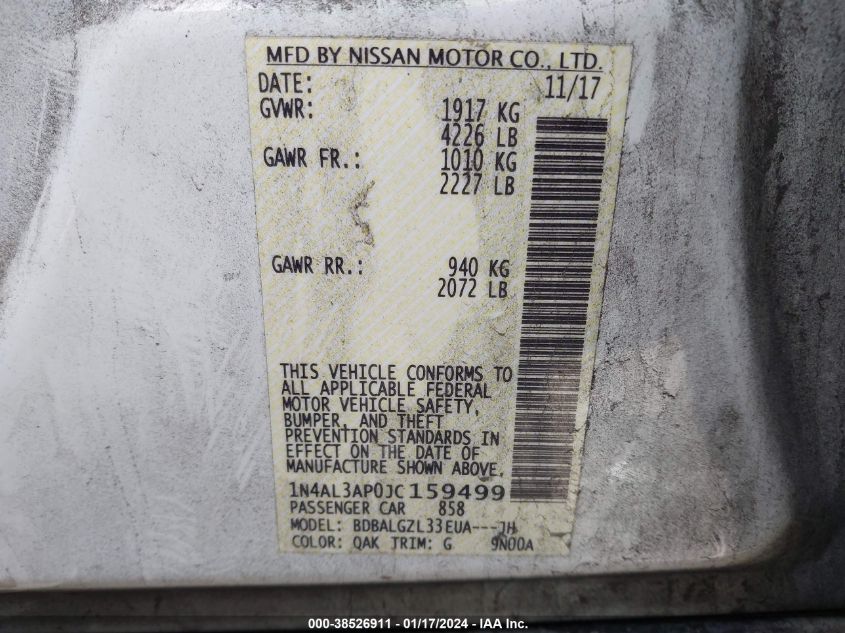 MFD BY NISSAN MOTOR CO., LTD.
DATE: 11/17
GVWR: 1917 KG
4226 LB
GAWR FR.: 1010 KG
2227 LB
GAWR RR.: 940 KG
2072 LB
THIS VEHICLE CONFORMS TO
ALL APPLICABLE FEDERAL
MOTOR VEHICLE SAFETY,
BUMPER, AND THEFT
PREVENTION STANDARDS IN
EFFECT ON THE DATE OF
MANUFACTURE SHOWN ABOVE.
1N4AL3AP0JC159499
PASSENGER CAR 858
MODEL: BDBALGZL33EUA---JH
COLOR: QAK TRIM: G 9N00A
000-38526911 - 01/17/2024 - IAA Inc.